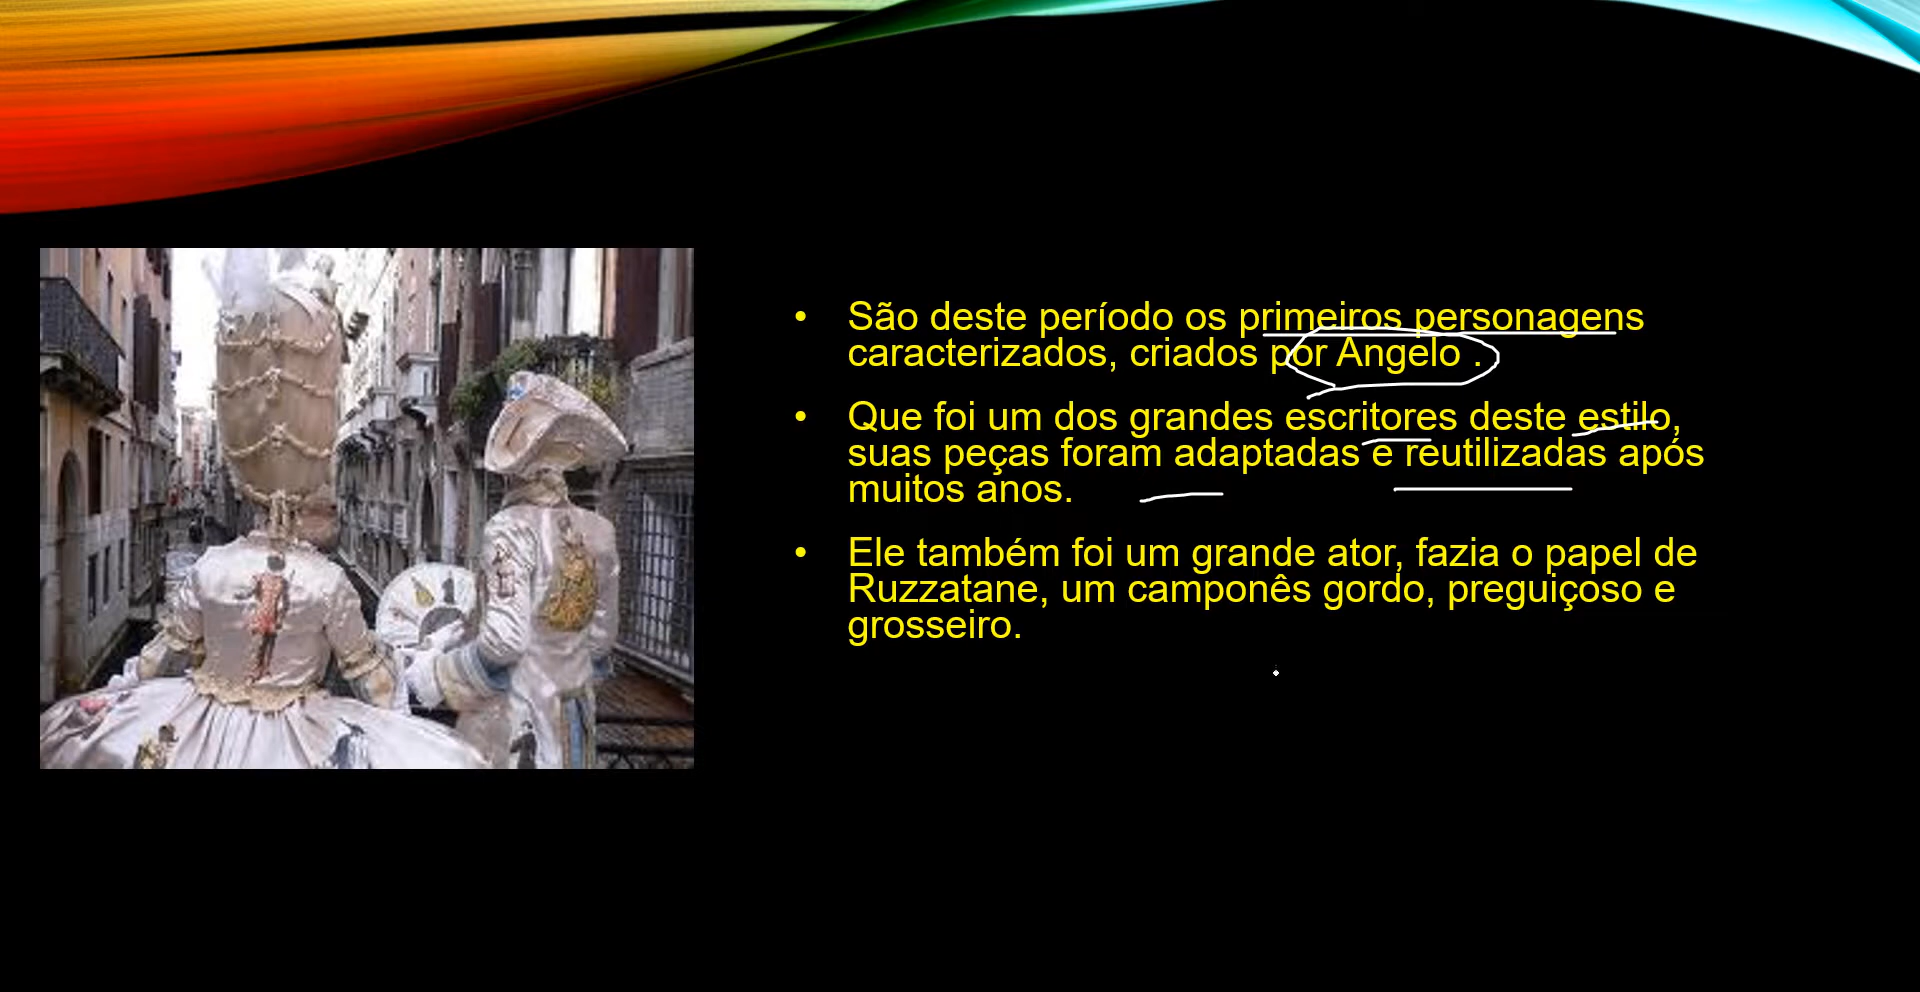 • São deste período os primeiros personagens
caracterizados, criados por Angelo .
• Que foi um dos grandes escritores deste estilo,
suas peças foram adaptadas e reutilizadas após
muitos anos.
• Ele também foi um grande ator, fazia o papel de
Ruzzatane, um camponês gordo, preguiçoso e
grosseiro.